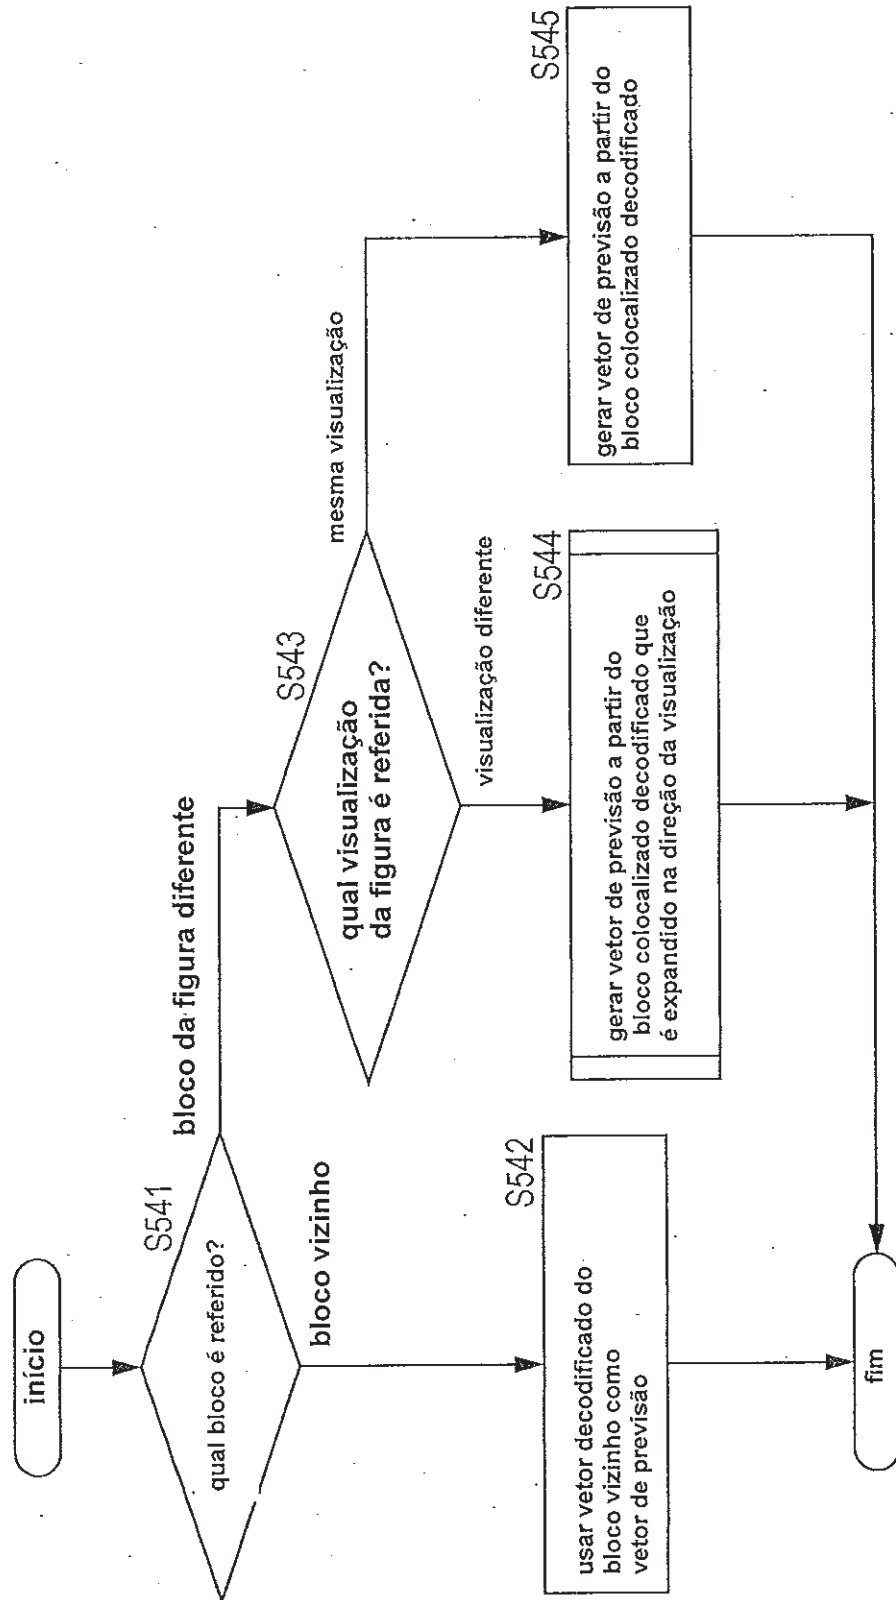 início
S541
qual bloco é referido?
bloco da figura diferente
bloco vizinho
S543
qual visualização
da figura é referida?
mesma visualização
visualização diferente
S542
usar vetor decodificado do
bloco vizinho como
vetor de previsão
S544
gerar vetor de previsão a partir do
bloco colocalizado decodificado que
é expandido na direção da visualização
S545
gerar vetor de previsão a partir do
bloco colocalizado decodificado
fim